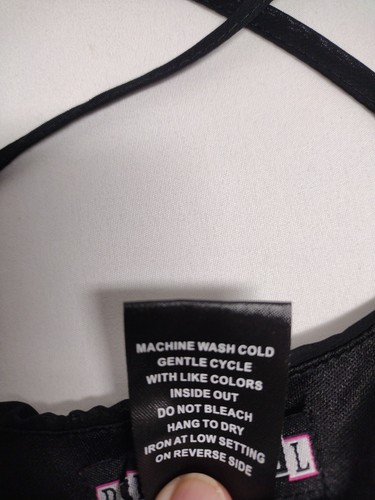 MACHINE WASH COLD
GENTLE CYCLE
WITH LIKE COLORS
INSIDE OUT
DO NOT BLEACH
HANG TO DRY
IRON AT LOW SETTING
ON REVERSE SIDE